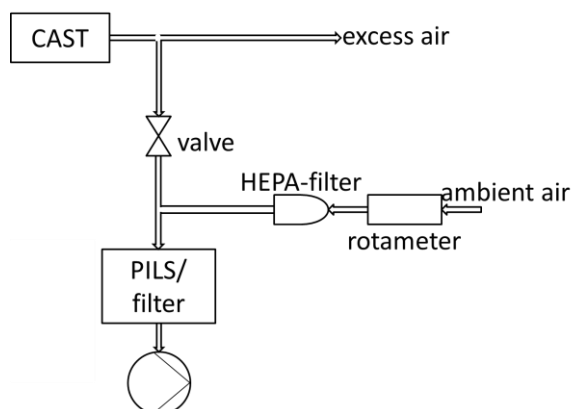 CAST
excess air
valve
HEPA-filter
ambient air
rotameter
PILS/
filter